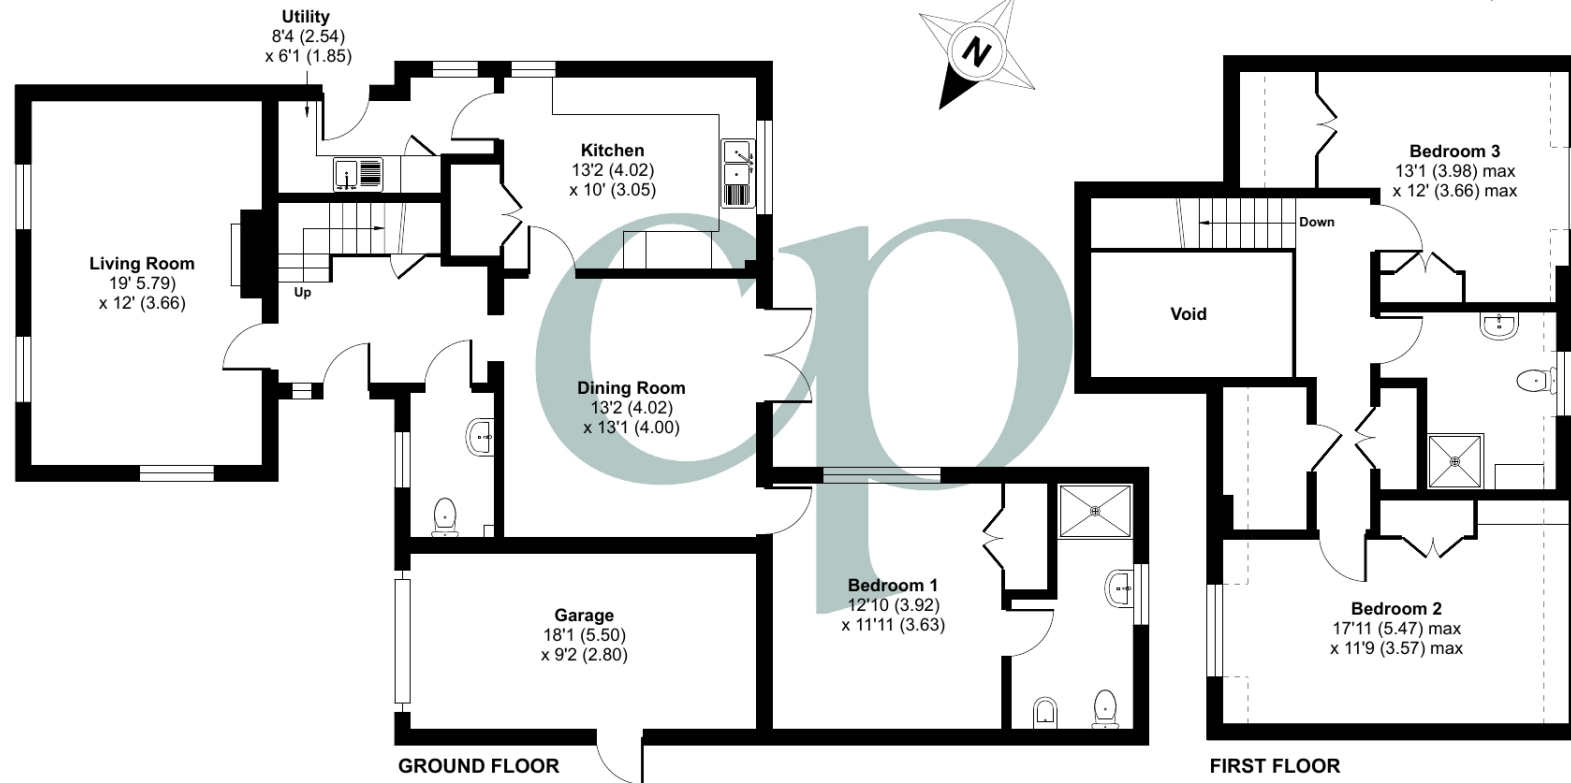 Utility
8'4 (2.54)
x 6'1 (1.85)
N
Kitchen
13'2 (4.02)
x 10' (3.05)
Living Room
19' 5.79)
x 12' (3.66)
Up
Dining Room
13'2 (4.02)
x 13'1 (4.00)
Garage
18'1 (5.50)
x 9'2 (2.80)
Bedroom 1
12'10 (3.92)
x 11'11 (3.63)
cp
GROUND FLOOR
Bedroom 3
13'1 (3.98) max
x 12' (3.66) max
Down
Void
Bedroom 2
17'11 (5.47) max
x 11'9 (3.57) max
FIRST FLOOR